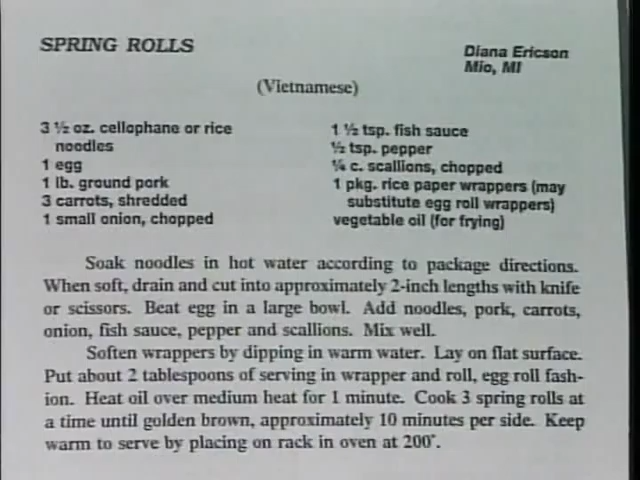 SPRING ROLLS
Diana Ericson
Mio, MI
(Vietnamese)
3 ½ oz. cellophane or rice
noodles
1 egg
1 lb. ground pork
3 carrots, shredded
1 small onion, chopped
1 ½ tsp. fish sauce
½ tsp. pepper
¼ c. scallions, chopped
1 pkg. rice paper wrappers (may
substitute egg roll wrappers)
vegetable oil (for frying)
Soak noodles in hot water according to package directions.
When soft, drain and cut into approximately 2-inch lengths with knife
or scissors. Beat egg in a large bowl. Add noodles, pork, carrots,
onion, fish sauce, pepper and scallions. Mix well.
Soften wrappers by dipping in warm water. Lay on flat surface.
Put about 2 tablespoons of serving in wrapper and roll, egg roll fash-
ion. Heat oil over medium heat for 1 minute. Cook 3 spring rolls at
a time until golden brown, approximately 10 minutes per side. Keep
warm to serve by placing on rack in oven at 200°.